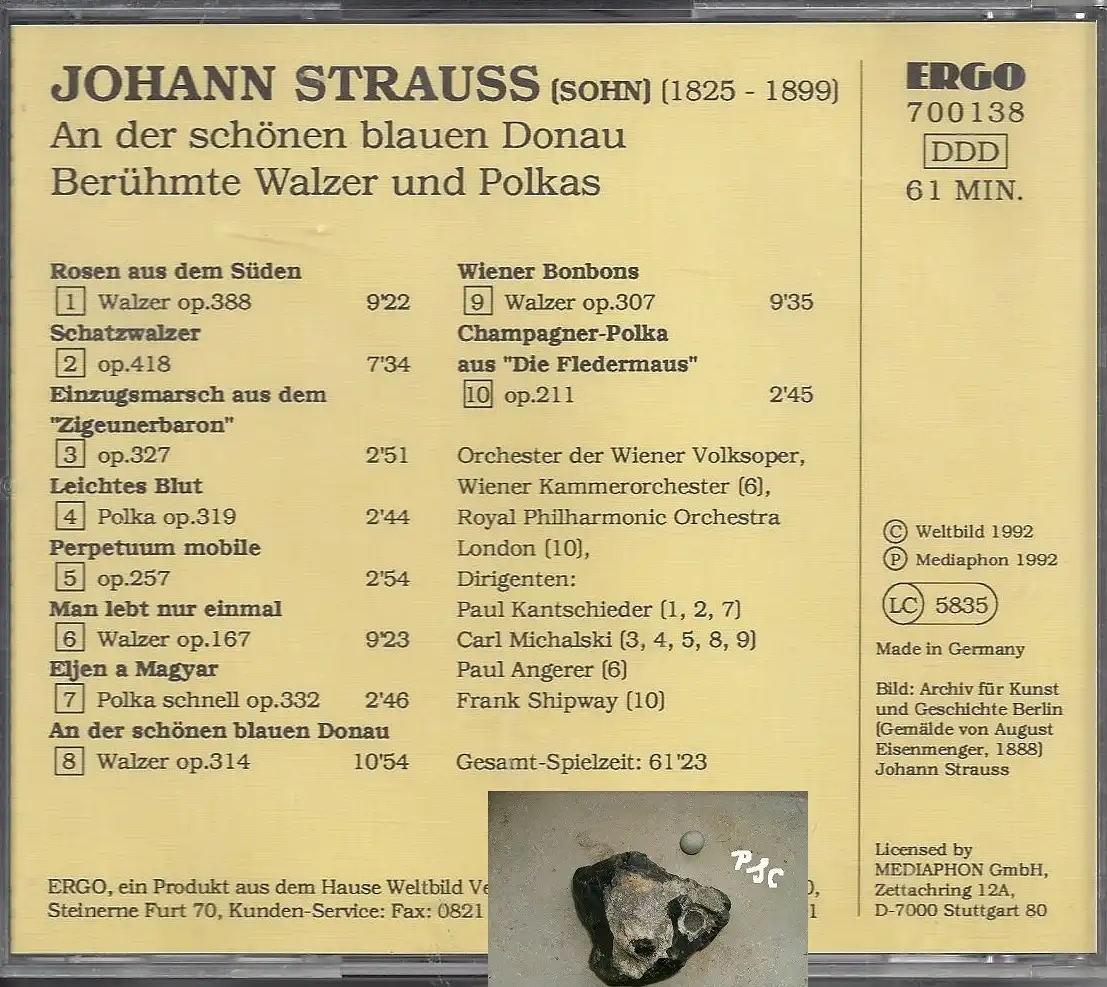 JOHANN STRAUSS (SOHN) (1825 - 1899)
An der schönen blauen Donau
Berühmte Walzer und Polkas
Rosen aus dem Süden
1 Walzer op.388 9'22
Schatzwalzer
2 op.418 7'34
Einzugsmarsch aus dem
"Zigeunerbaron"
3 op.327 2'51
Leichtes Blut
4 Polka op.319 2'44
Perpetuum mobile
5 op.257 2'54
Man lebt nur einmal
6 Walzer op.167 9'23
Eljen a Magyar
7 Polka schnell op.332 2'46
An der schönen blauen Donau
8 Walzer op.314 10'54
Wiener Bonbons
9 Walzer op.307 9'35
Champagner-Polka
aus "Die Fledermaus"
10 op.211 2'45
Orchester der Wiener Volksoper,
Wiener Kammerorchester (6),
Royal Philharmonic Orchestra
London (10),
Dirigenten:
Paul Kantschieder (1, 2, 7)
Carl Michalski (3, 4, 5, 8, 9)
Paul Angerer (6)
Frank Shipway (10)
Gesamt-Spielzeit: 61'23
ERGO, ein Produkt aus dem Hause Weltbild
Steinerne Furt 70, Kunden-Service: Fax: 0821
PSC
ERGO
700138
DDD
61 MIN.
© Weltbild 1992
℗ Mediaphon 1992
LC 5835
Made in Germany
Bild: Archiv für Kunst
und Geschichte Berlin
(Gemälde von August
Eisenmenger, 1888)
Johann Strauss
Licensed by
MEDIAPHON GmbH,
Zettachring 12A,
D-7000 Stuttgart 80